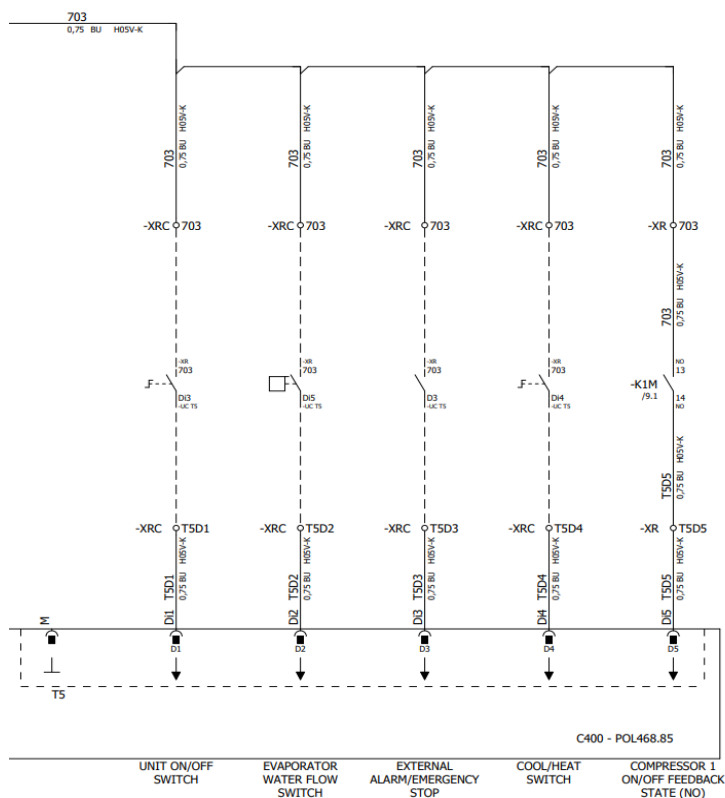 703
0,75 BU H05V-K
703
0,75 BU H05V-K
703
0,75 BU H05V-K
703
0,75 BU H05V-K
703
0,75 BU H05V-K
703
0,75 BU H05V-K
-XRC 703
-XRC 703
-XRC 703
-XRC 703
-XR 703
703
0,75 BU H05V-K
-XR
703
Di3
-UC T5
-XR
703
Di5
-UC T5
-XR
703
D3
-UC T5
-XR
703
Di4
-UC T5
NO
13
-K1M
/9.1
14
NO
T5D5
0,75 BU H05V-K
-XRC T5D1
-XRC T5D2
-XRC T5D3
-XRC T5D4
-XR T5D5
T5D1
0,75 BU H05V-K
T5D2
0,75 BU H05V-K
T5D3
0,75 BU H05V-K
T5D4
0,75 BU H05V-K
T5D5
0,75 BU H05V-K
M
Di1
Di2
Di3
Di4
Di5
D1
D2
D3
D4
D5
T5
C400 - POL468.85
UNIT ON/OFF
SWITCH
EVAPORATOR
WATER FLOW
SWITCH
EXTERNAL
ALARM/EMERGENCY
STOP
COOL/HEAT
SWITCH
COMPRESSOR 1
ON/OFF FEEDBACK
STATE (NO)